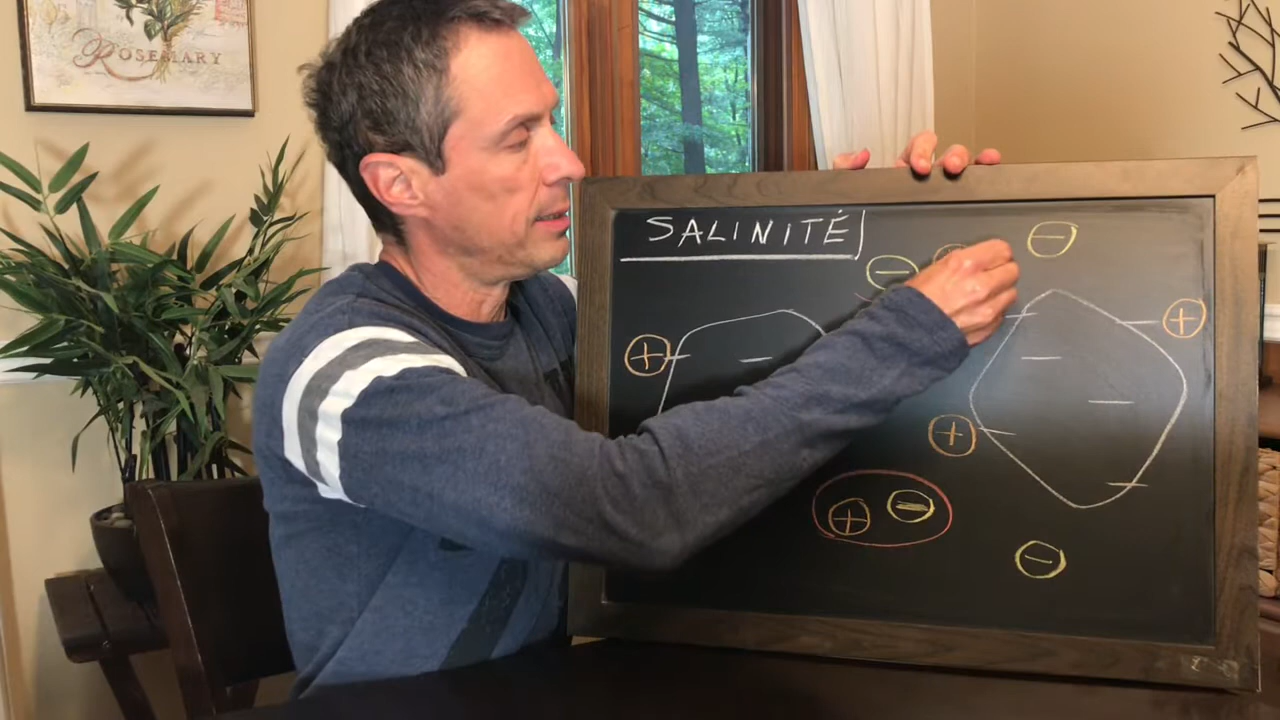 ROSEMARY
SALINITÉ
− +
− −
+ − − +
−
+ −
+ −
−